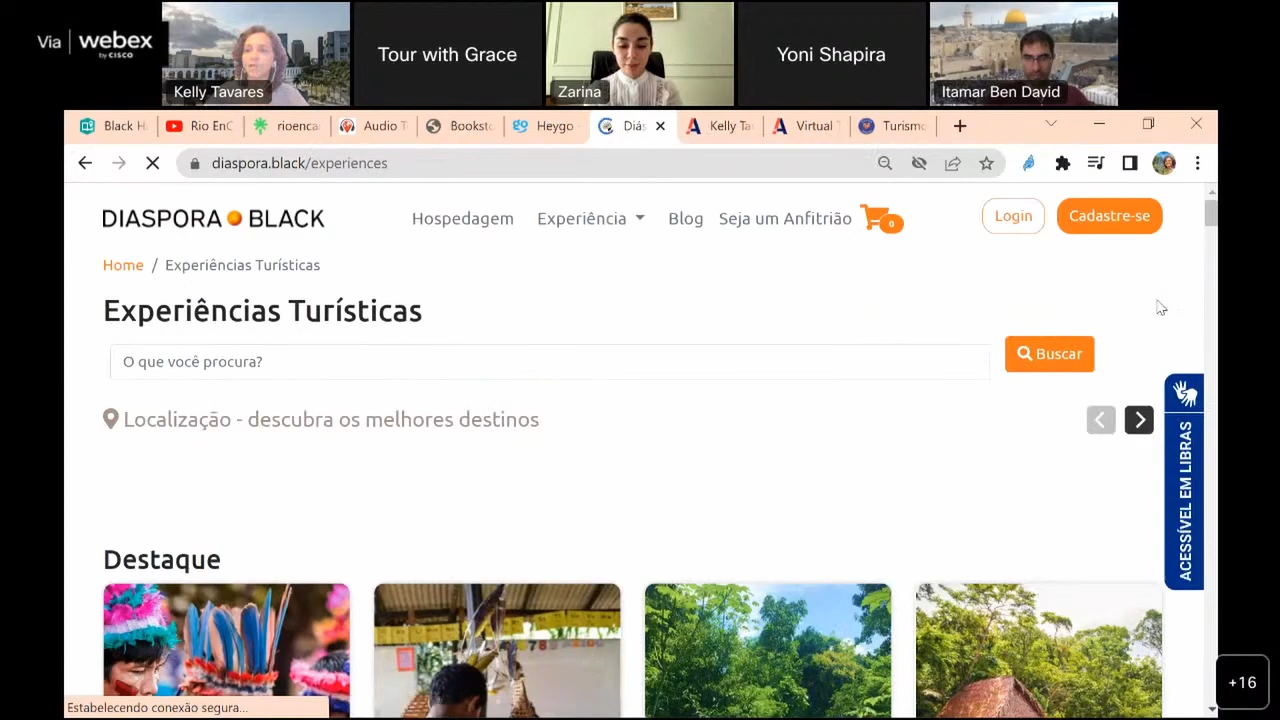 Via | webex
by CISCO
Kelly Tavares
Tour with Grace
Zarina
Yoni Shapira
Itamar Ben David
Black H
Rio EnC
rioenca
Audio T
Booksto
Heygo
Diás
Kelly Ta
Virtual T
Turismo
diaspora.black/experiences
DIASPORA BLACK
Hospedagem
Experiência
Blog
Seja um Anfitrião
0
Login
Cadastre-se
Home / Experiências Turísticas
Experiências Turísticas
O que você procura?
Buscar
Localização - descubra os melhores destinos
ACESSÍVEL EM LIBRAS
Destaque
Estabelecendo conexão segura...
+16